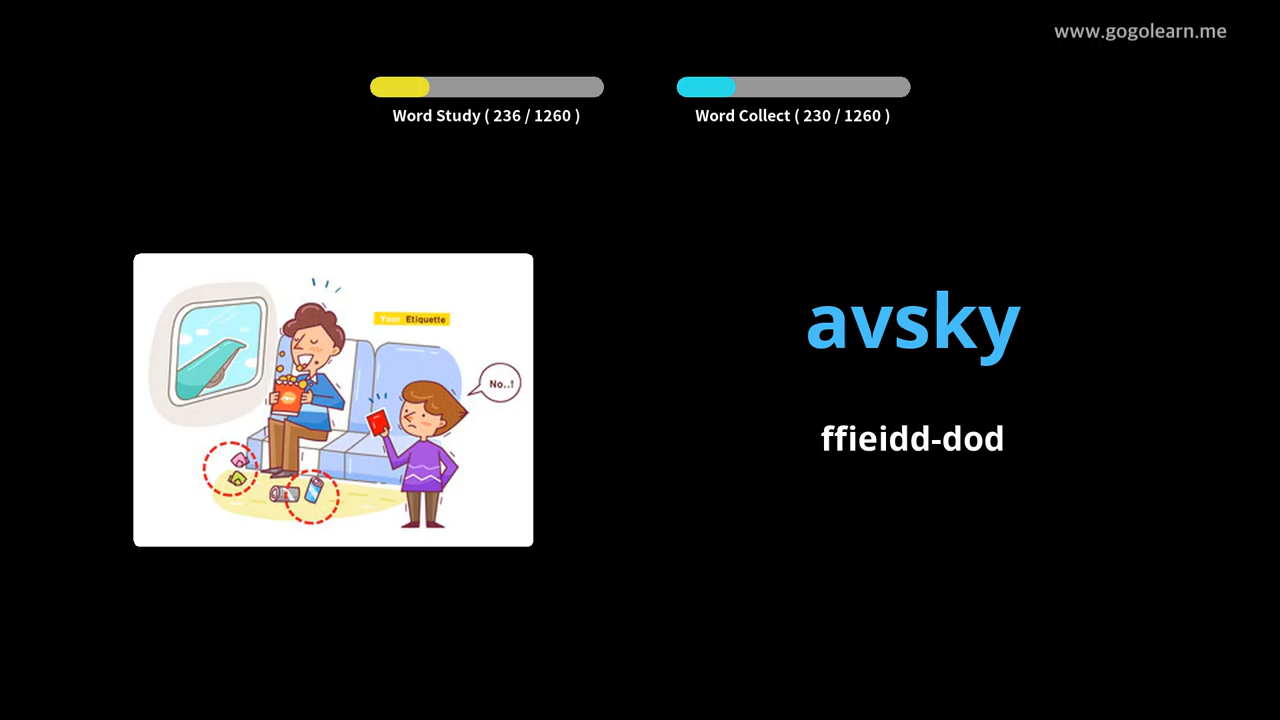 www.gogolearn.me
Word Study ( 236 / 1260 )
Word Collect ( 230 / 1260 )
Your Etiquette
No..!
avsky
ffieidd-dod